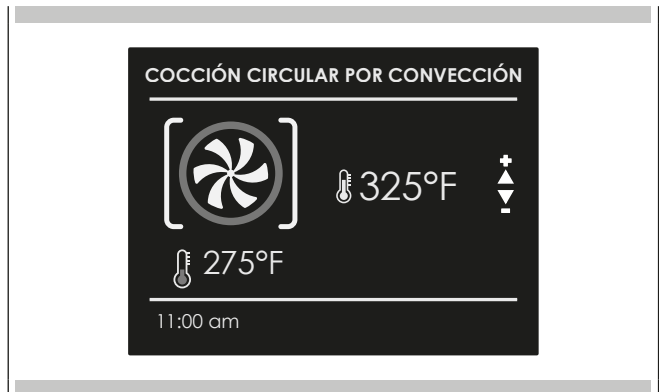 COCCIÓN CIRCULAR POR CONVECCIÓN
325°F
+
-
275°F
11:00 am